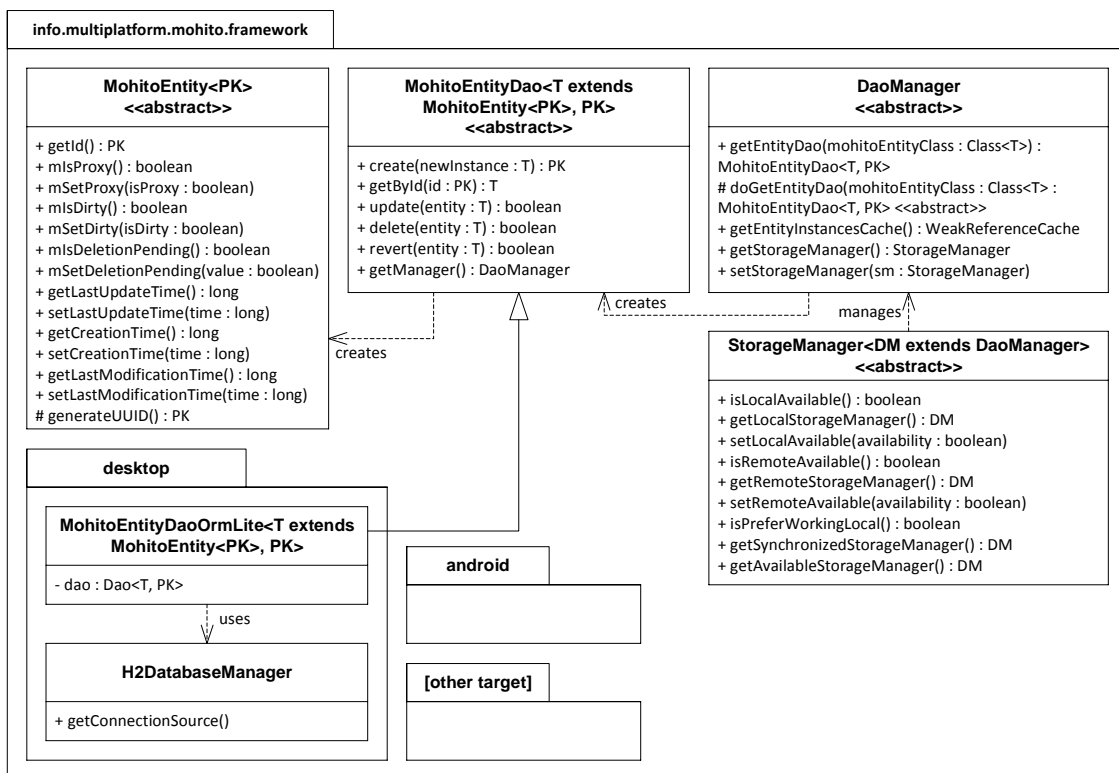 info.multiplatform.mohito.framework
MohitoEntity<PK>
<<abstract>>
+ getId() : PK
+ mIsProxy() : boolean
+ mSetProxy(isProxy : boolean)
+ mIsDirty() : boolean
+ mSetDirty(isDirty : boolean)
+ mIsDeletionPending() : boolean
+ mSetDeletionPending(value : boolean)
+ getLastUpdateTime() : long
+ setLastUpdateTime(time : long)
+ getCreationTime() : long
+ setCreationTime(time : long)
+ getLastModificationTime() : long
+ setLastModificationTime(time : long)
# generateUUID() : PK
MohitoEntityDao<T extends
MohitoEntity<PK>, PK>
<<abstract>>
+ create(newInstance : T) : PK
+ getById(id : PK) : T
+ update(entity : T) : boolean
+ delete(entity : T) : boolean
+ revert(entity : T) : boolean
+ getManager() : DaoManager
DaoManager
<<abstract>>
+ getEntityDao(mohitoEntityClass : Class<T>) :
MohitoEntityDao<T, PK>
# doGetEntityDao(mohitoEntityClass : Class<T> :
MohitoEntityDao<T, PK> <<abstract>>
+ getEntityInstancesCache() : WeakReferenceCache
+ getStorageManager() : StorageManager
+ setStorageManager(sm : StorageManager)
creates
creates
manages
StorageManager<DM extends DaoManager>
<<abstract>>
+ isLocalAvailable() : boolean
+ getLocalStorageManager() : DM
+ setLocalAvailable(availability : boolean)
+ isRemoteAvailable() : boolean
+ getRemoteStorageManager() : DM
+ setRemoteAvailable(availability : boolean)
+ isPreferWorkingLocal() : boolean
+ getSynchronizedStorageManager() : DM
+ getAvailableStorageManager() : DM
desktop
MohitoEntityDaoOrmLite<T extends
MohitoEntity<PK>, PK>
- dao : Dao<T, PK>
uses
H2DatabaseManager
+ getConnectionSource()
android
[other target]